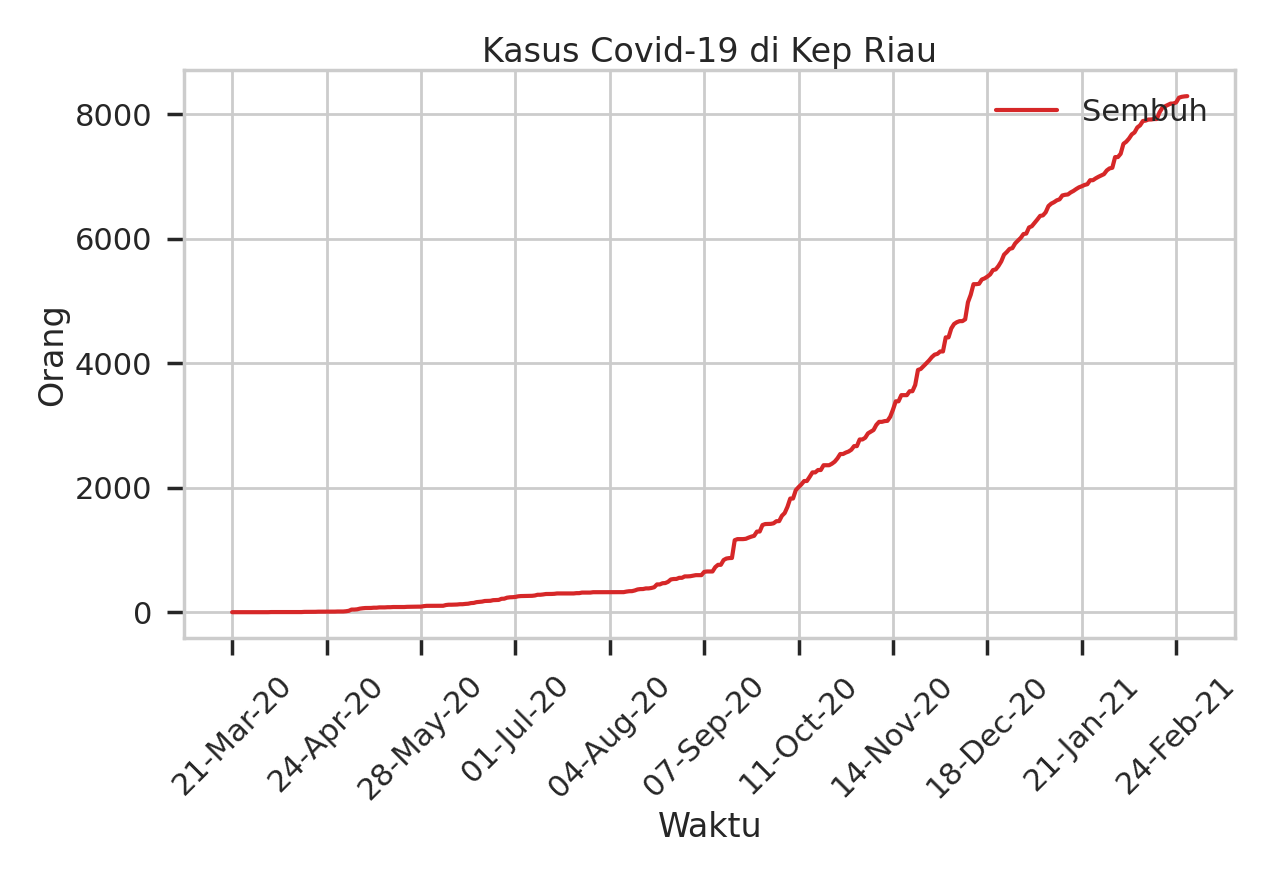 Kasus Covid-19 di Kep Riau
Sembuh
8000
6000
4000
2000
0
Orang
21-Mar-20
24-Apr-20
28-May-20
01-Jul-20
04-Aug-20
07-Sep-20
11-Oct-20
14-Nov-20
18-Dec-20
21-Jan-21
24-Feb-21
Waktu